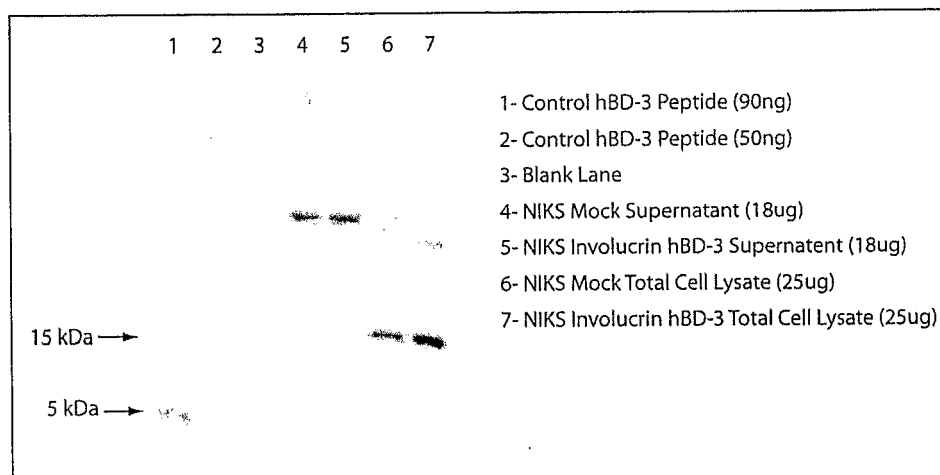 1 2 3 4 5 6 7
1- Control hBD-3 Peptide (90ng)
2- Control hBD-3 Peptide (50ng)
3- Blank Lane
4- NIKS Mock Supernatant (18ug)
5- NIKS Involucrin hBD-3 Supernatent (18ug)
6- NIKS Mock Total Cell Lysate (25ug)
7- NIKS Involucrin hBD-3 Total Cell Lysate (25ug)
15 kDa
5 kDa